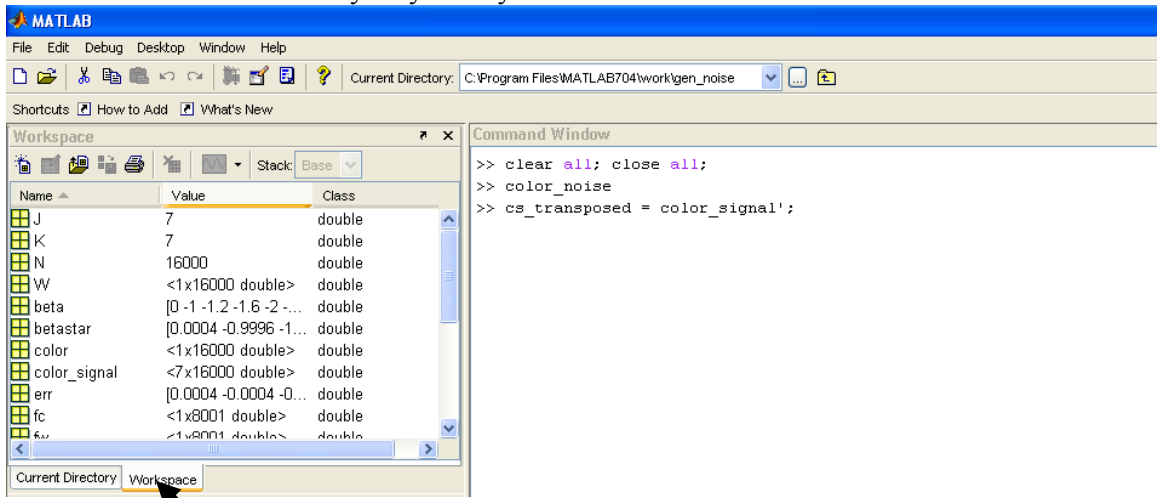 MATLAB
File Edit Debug Desktop Window Help
Current Directory: C:\Program Files\MATLAB704\work\gen_noise
Shortcuts How to Add What's New
Workspace
Stack: Base
Name Value Class
J 7 double
K 7 double
N 16000 double
W <1x16000 double> double
beta [0 -1 -1.2 -1.6 -2 -... double
betastar [0.0004 -0.9996 -1... double
color <1x16000 double> double
color_signal <7x16000 double> double
err [0.0004 -0.0004 -0... double
fc <1x8001 double> double
fw <1x8001 double> double
Current Directory Workspace
Command Window
>> clear all; close all;
>> color_noise
>> cs_transposed = color_signal';